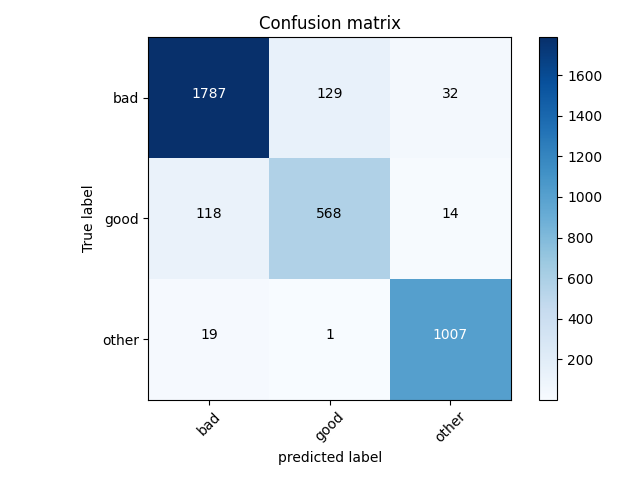 Confusion matrix
bad 1787 129 32
good 118 568 14
other 19 1 1007
bad good other
predicted label
True label
1600
1400
1200
1000
800
600
400
200